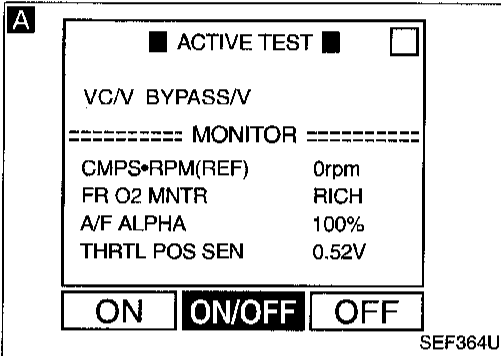 A
■ ACTIVE TEST ■
VC/V BYPASS/V
========== MONITOR ==========
CMPS•RPM(REF) 0rpm
FR O2 MNTR RICH
A/F ALPHA 100%
THRTL POS SEN 0.52V
ON ON/OFF OFF
SEF364U